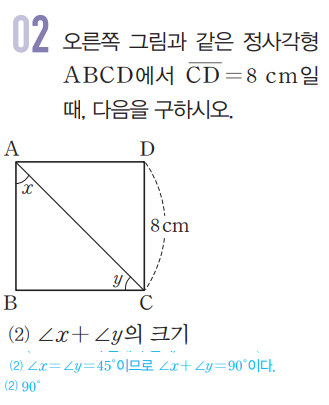 02 오른쪽 그림과 같은 정사각형
ABCD에서 \overline{CD}=8 cm일
때, 다음을 구하시오.
A D
x
8cm
y
B C
(2) ∠x+∠y의 크기
(2) ∠x=∠y=45°이므로 ∠x+∠y=90°이다.
(2) 90°